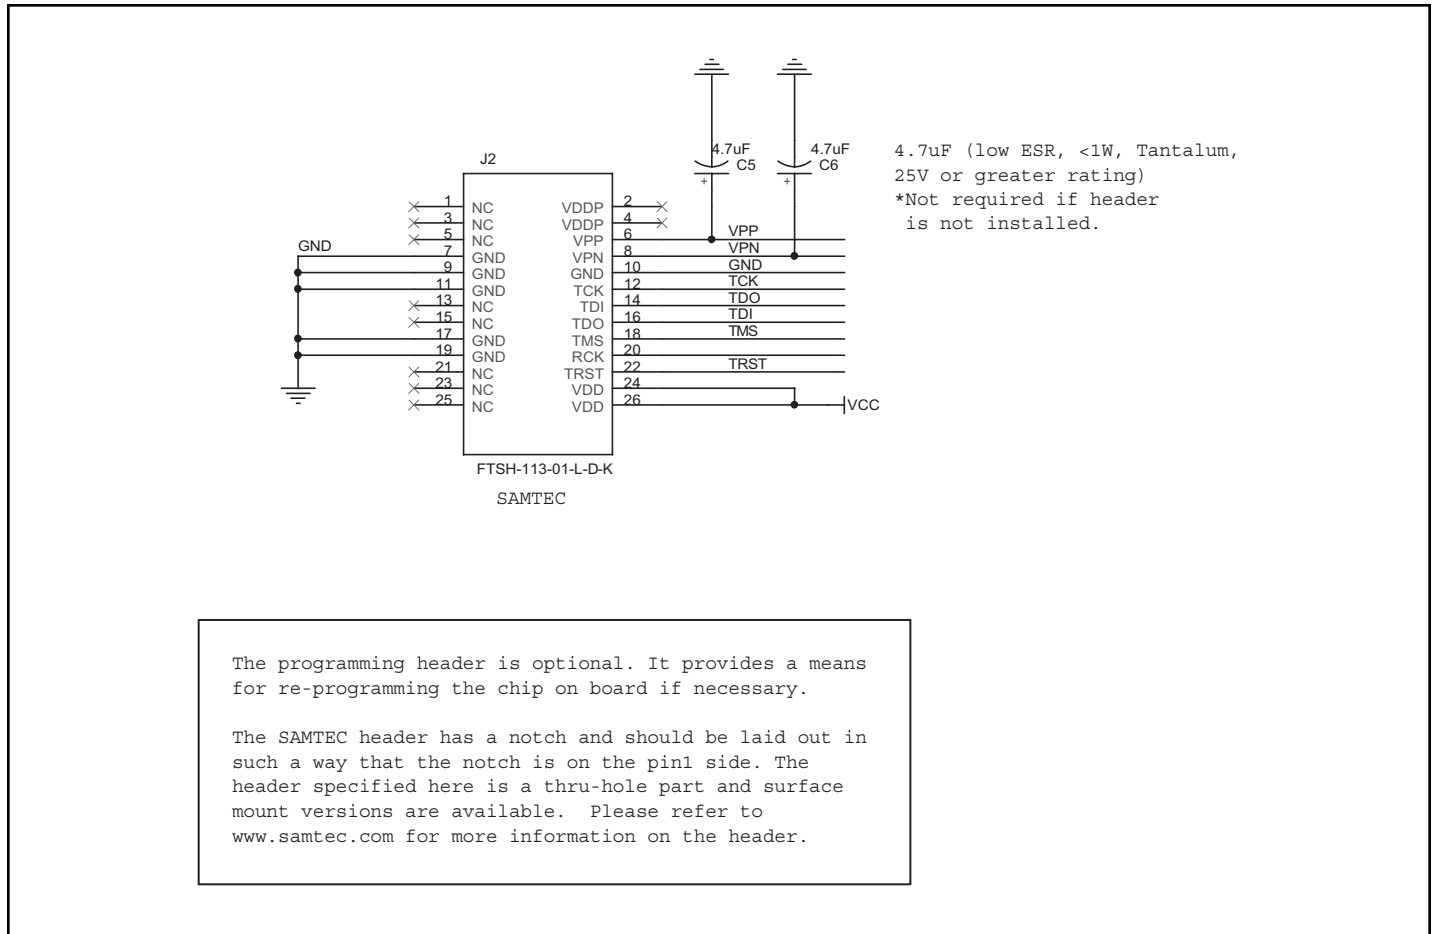 4.7uF
C5
4.7uF
C6
4.7uF (low ESR, <1W, Tantalum,
25V or greater rating)
*Not required if header
is not installed.
J2
1 NC VDDP 2
3 NC VDDP 4
5 NC VPP 6 VPP
GND 7 GND VPN 8 VPN
9 GND GND 10 GND
11 GND TCK 12 TCK
13 NC TDI 14 TDO
15 NC TDO 16 TDI
17 GND TMS 18 TMS
19 GND RCK 20
21 NC TRST 22 TRST
23 NC VDD 24
25 NC VDD 26 VCC
FTSH-113-01-L-D-K
SAMTEC
The programming header is optional. It provides a means
for re-programming the chip on board if necessary.
The SAMTEC header has a notch and should be laid out in
such a way that the notch is on the pin1 side. The
header specified here is a thru-hole part and surface
mount versions are available. Please refer to
www.samtec.com for more information on the header.